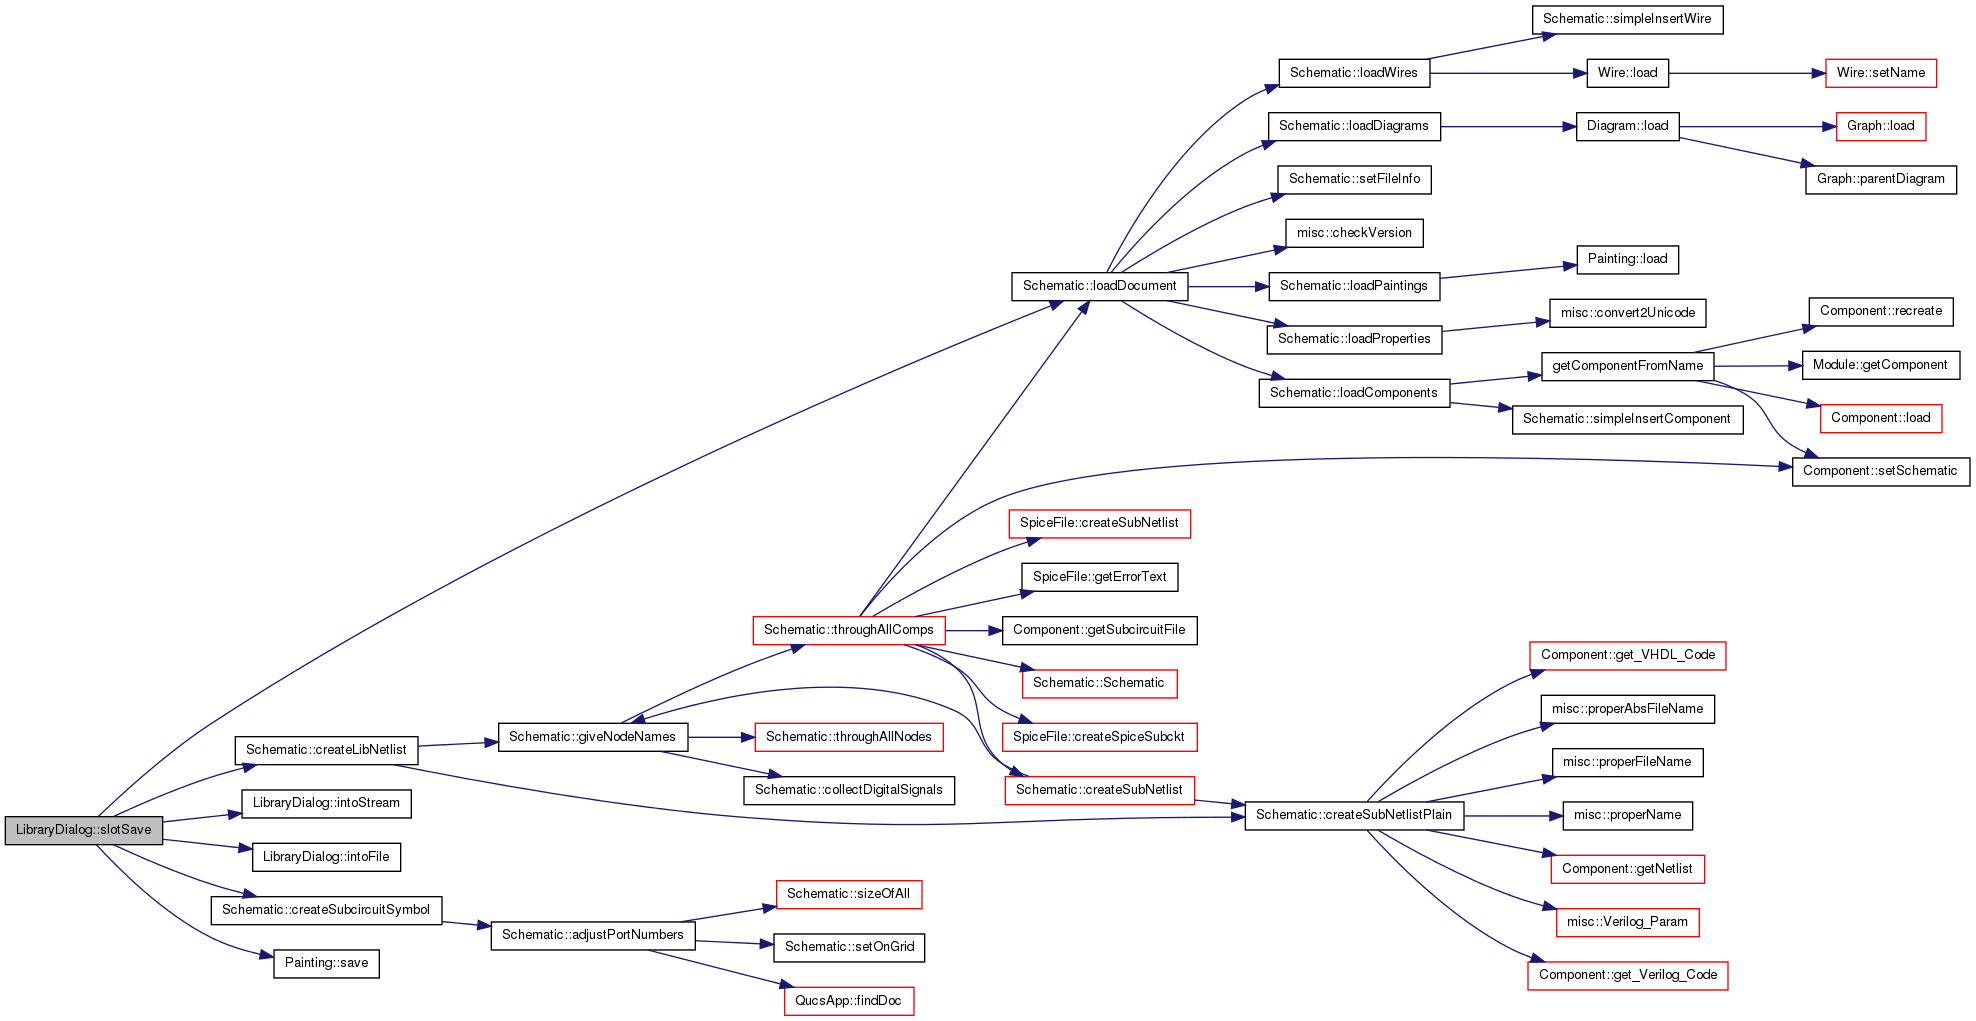 Schematic::simpleInsertWire
Schematic::loadWires
Wire::load
Wire::setName
Schematic::loadDiagrams
Diagram::load
Graph::load
Schematic::setFileInfo
Graph::parentDiagram
misc::checkVersion
Painting::load
Schematic::loadDocument
Schematic::loadPaintings
Component::recreate
misc::convert2Unicode
Schematic::loadProperties
getComponentFromName
Module::getComponent
Schematic::loadComponents
Component::load
Schematic::simpleInsertComponent
Component::setSchematic
SpiceFile::createSubNetlist
SpiceFile::getErrorText
Schematic::throughAllComps
Component::getSubcircuitFile
Component::get_VHDL_Code
Schematic::Schematic
misc::properAbsFileName
Schematic::giveNodeNames
Schematic::throughAllNodes
SpiceFile::createSpiceSubckt
Schematic::createLibNetlist
misc::properFileName
Schematic::collectDigitalSignals
Schematic::createSubNetlist
LibraryDialog::intoStream
Schematic::createSubNetlistPlain
misc::properName
LibraryDialog::slotSave
LibraryDialog::intoFile
Component::getNetlist
Schematic::sizeOfAll
Schematic::createSubcircuitSymbol
misc::Verilog_Param
Schematic::adjustPortNumbers
Schematic::setOnGrid
Painting::save
Component::get_Verilog_Code
QucsApp::findDoc